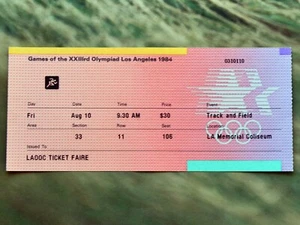 Games of the XXIIIrd Olympiad Los Angeles 1984
G010110
Day Date Time Price Event
Fri Aug 10 9.30 AM $30 Track and Field
Area Section Row Seat Location
33 11 106 LA Memorial Coliseum
ISSUED TO:
LAOOC TICKET FAIRE